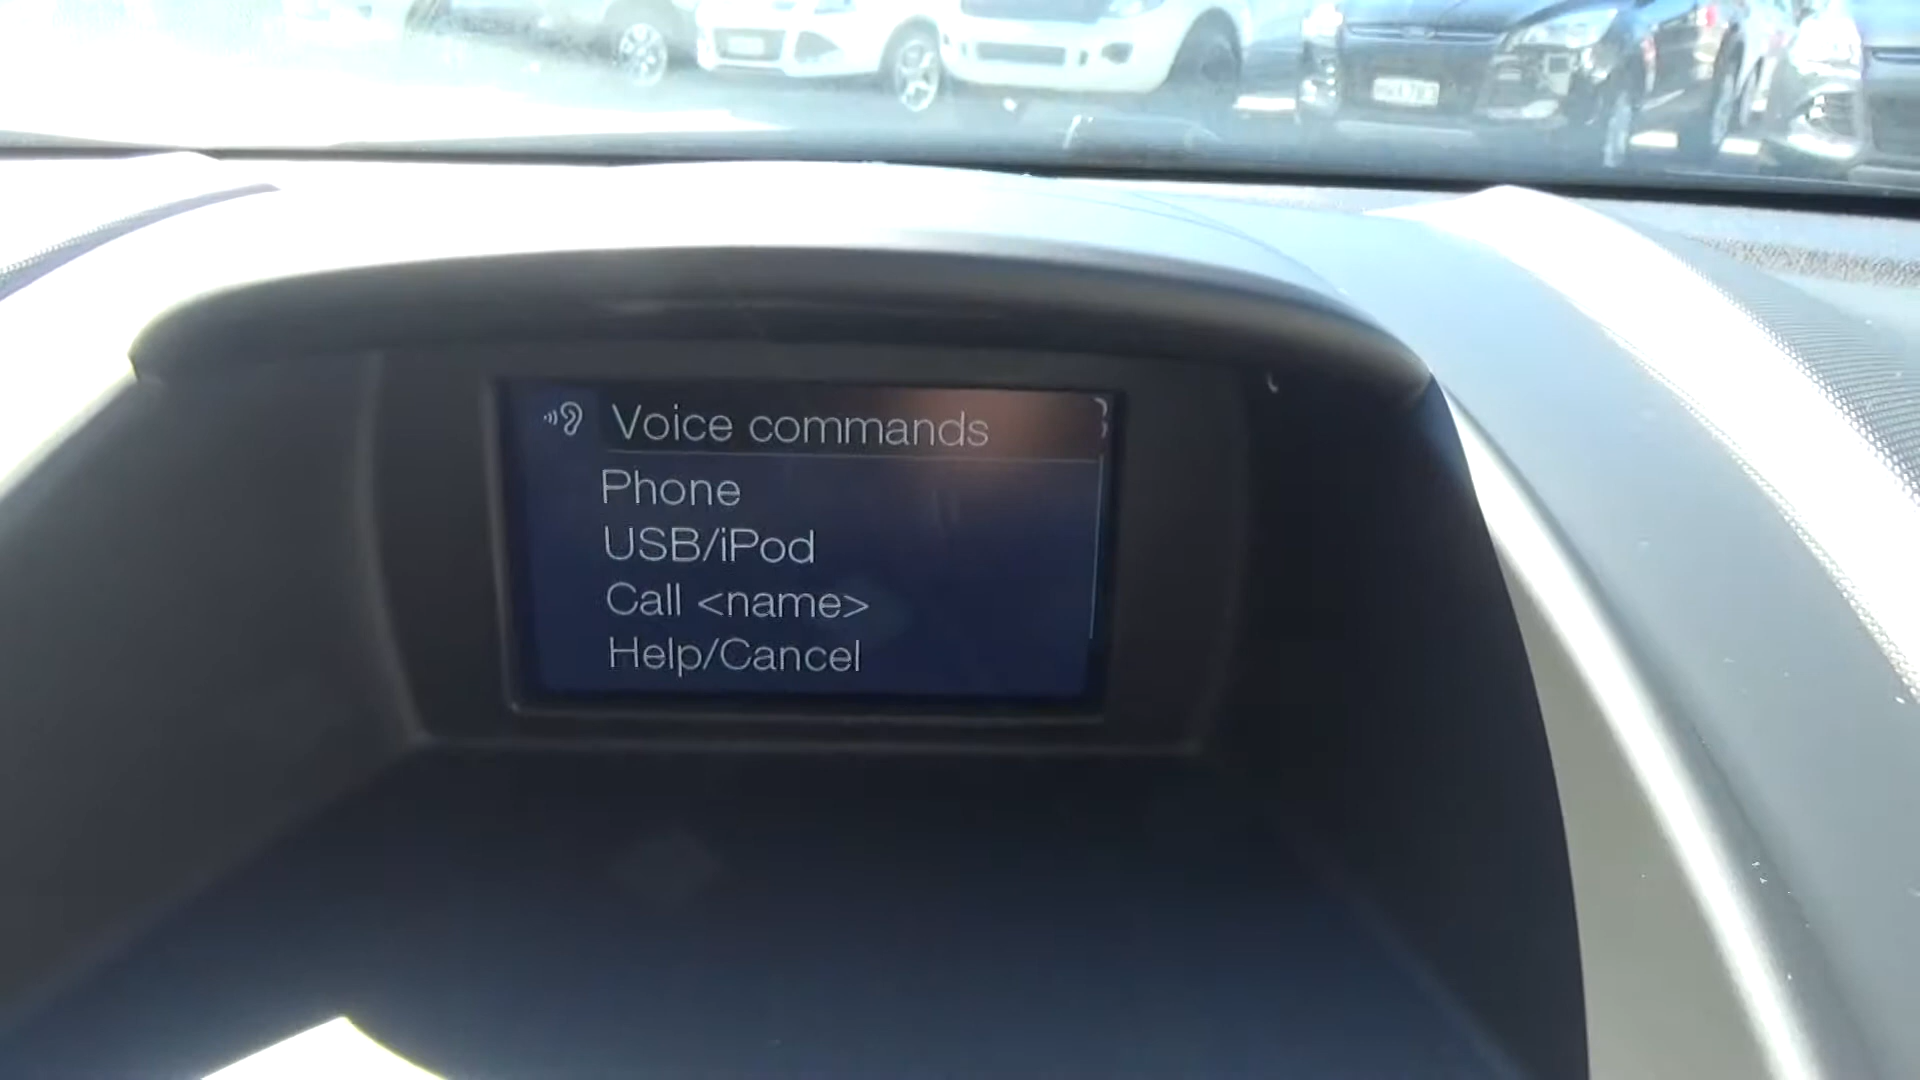 Voice commands
Phone
USB/iPod
Call <name>
Help/Cancel